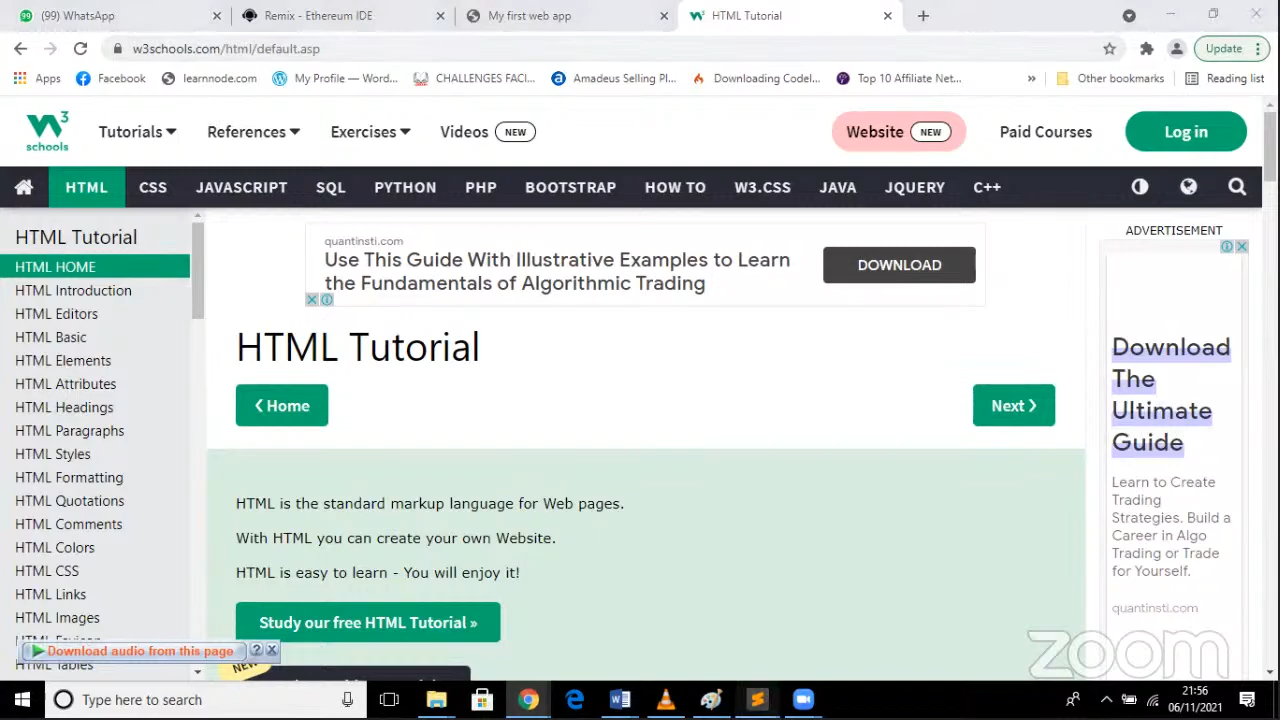 (99) WhatsApp
Remix - Ethereum IDE
My first web app
HTML Tutorial
w3schools.com/html/default.asp
Update
Apps
Facebook
learnnode.com
My Profile — Word...
CHALLENGES FACI...
Amadeus Selling Pl...
Downloading Codel...
Top 10 Affiliate Net...
»
Other bookmarks
Reading list
W3 schools
Tutorials
References
Exercises
Videos NEW
Website NEW
Paid Courses
Log in
HTML
CSS
JAVASCRIPT
SQL
PYTHON
PHP
BOOTSTRAP
HOW TO
W3.CSS
JAVA
JQUERY
C++
HTML Tutorial
HTML HOME
HTML Introduction
HTML Editors
HTML Basic
HTML Elements
HTML Attributes
HTML Headings
HTML Paragraphs
HTML Styles
HTML Formatting
HTML Quotations
HTML Comments
HTML Colors
HTML CSS
HTML Links
HTML Images
HTML Tables
Download audio from this page
?
quantinsti.com
Use This Guide With Illustrative Examples to Learn
the Fundamentals of Algorithmic Trading
DOWNLOAD
HTML Tutorial
❮ Home
Next ❯
HTML is the standard markup language for Web pages.
With HTML you can create your own Website.
HTML is easy to learn - You will enjoy it!
Study our free HTML Tutorial »
NEW
ADVERTISEMENT
Download
The
Ultimate
Guide
Learn to Create
Trading
Strategies. Build a
Career in Algo
Trading or Trade
for Yourself.
quantinsti.com
zoom
Type here to search
21:56
06/11/2021